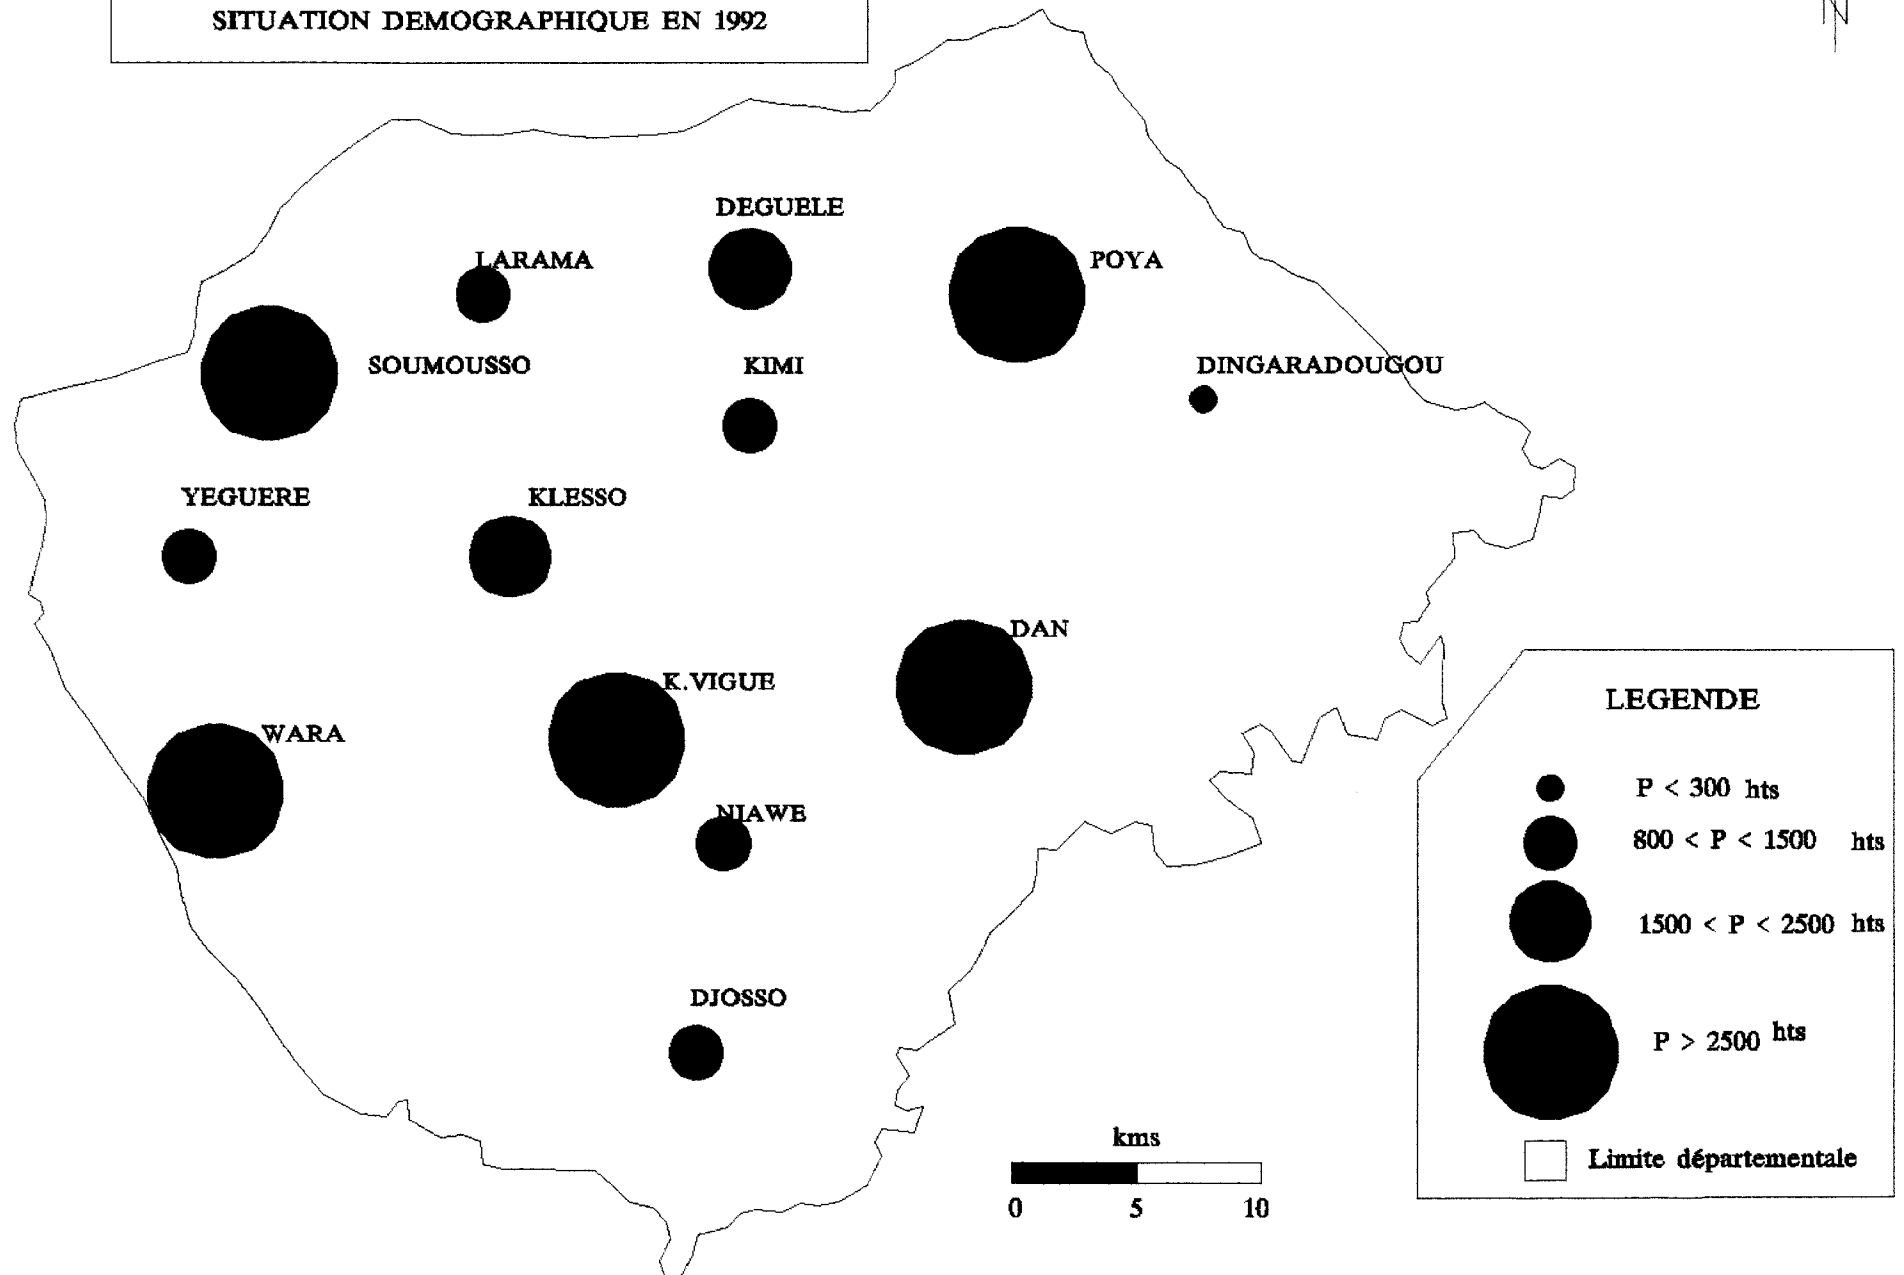 SITUATION DEMOGRAPHIQUE EN 1992
N
DEGUELE
LARAMA
POYA
SOUMOUSSO
KIMI
DINGARADOUGOU
YEGUERE
KLESSO
DAN
K.VIGUE
WARA
NIAWE
DJOSSO
LEGENDE
P < 300 hts
800 < P < 1500 hts
1500 < P < 2500 hts
P > 2500 hts
Limite départementale
kms
0 5 10